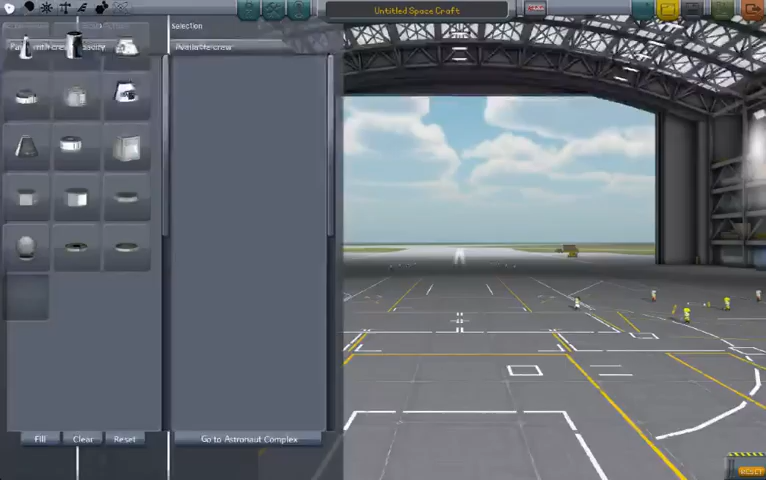 Untitled Space Craft
Selection
Available crew
Fill
Clear
Reset
Go to Astronaut Complex